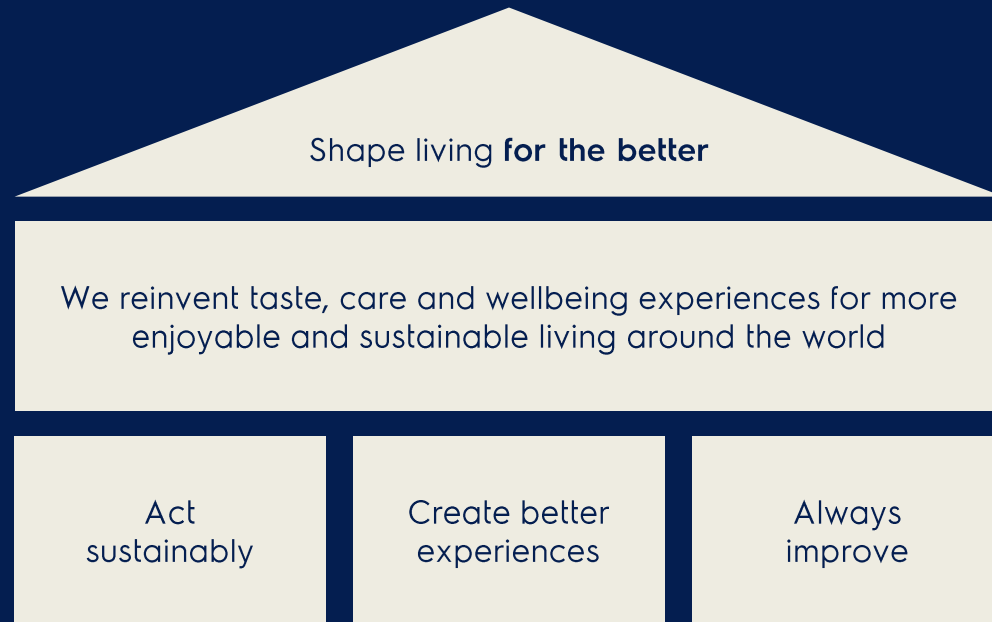 Shape living for the better
We reinvent taste, care and wellbeing experiences for more
enjoyable and sustainable living around the world
Act
sustainably
Create better
experiences
Always
improve